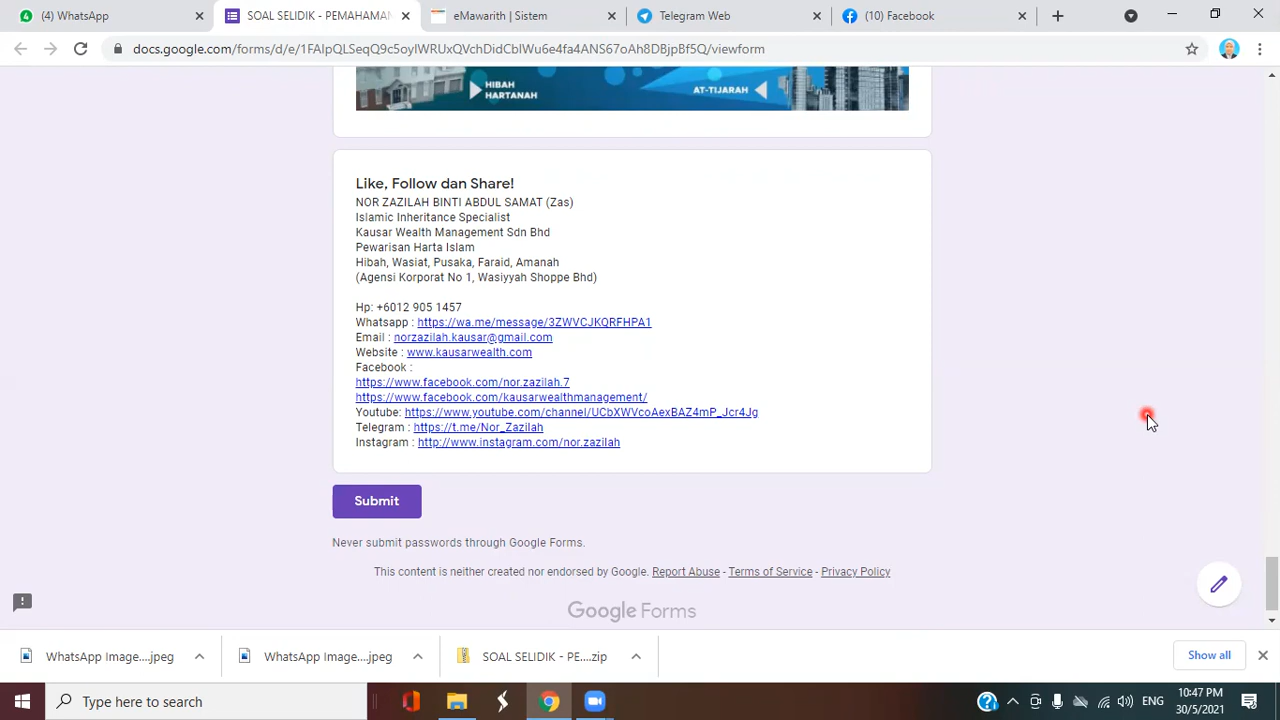 (4) WhatsApp
SOAL SELIDIK - PEMAHAMAN
eMawarith | Sistem
Telegram Web
(10) Facebook
docs.google.com/forms/d/e/1FAIpQLSeqQ9c5oyIWRUxQVchDidCbIWu6e4fa4ANS67oAh8DBjpBf5Q/viewform
HIBAH
HARTANAH
AT-TIJARAH
Like, Follow dan Share!
NOR ZAZILAH BINTI ABDUL SAMAT (Zas)
Islamic Inheritance Specialist
Kausar Wealth Management Sdn Bhd
Pewarisan Harta Islam
Hibah, Wasiat, Pusaka, Faraid, Amanah
(Agensi Korporat No 1, Wasiyyah Shoppe Bhd)
Hp: +6012 905 1457
Whatsapp : https://wa.me/message/3ZWVCJKQRFHPA1
Email : norzazilah.kausar@gmail.com
Website : www.kausarwealth.com
Facebook :
https://www.facebook.com/nor.zazilah.7
https://www.facebook.com/kausarwealthmanagement/
Youtube: https://www.youtube.com/channel/UCbXWVcoAexBAZ4mP_Jcr4Jg
Telegram : https://t.me/Nor_Zazilah
Instagram : http://www.instagram.com/nor.zazilah
Submit
Never submit passwords through Google Forms.
This content is neither created nor endorsed by Google. Report Abuse - Terms of Service - Privacy Policy
Google Forms
WhatsApp Image....jpeg
WhatsApp Image....jpeg
SOAL SELIDIK - PE....zip
Show all
Type here to search
ENG
10:47 PM
30/5/2021